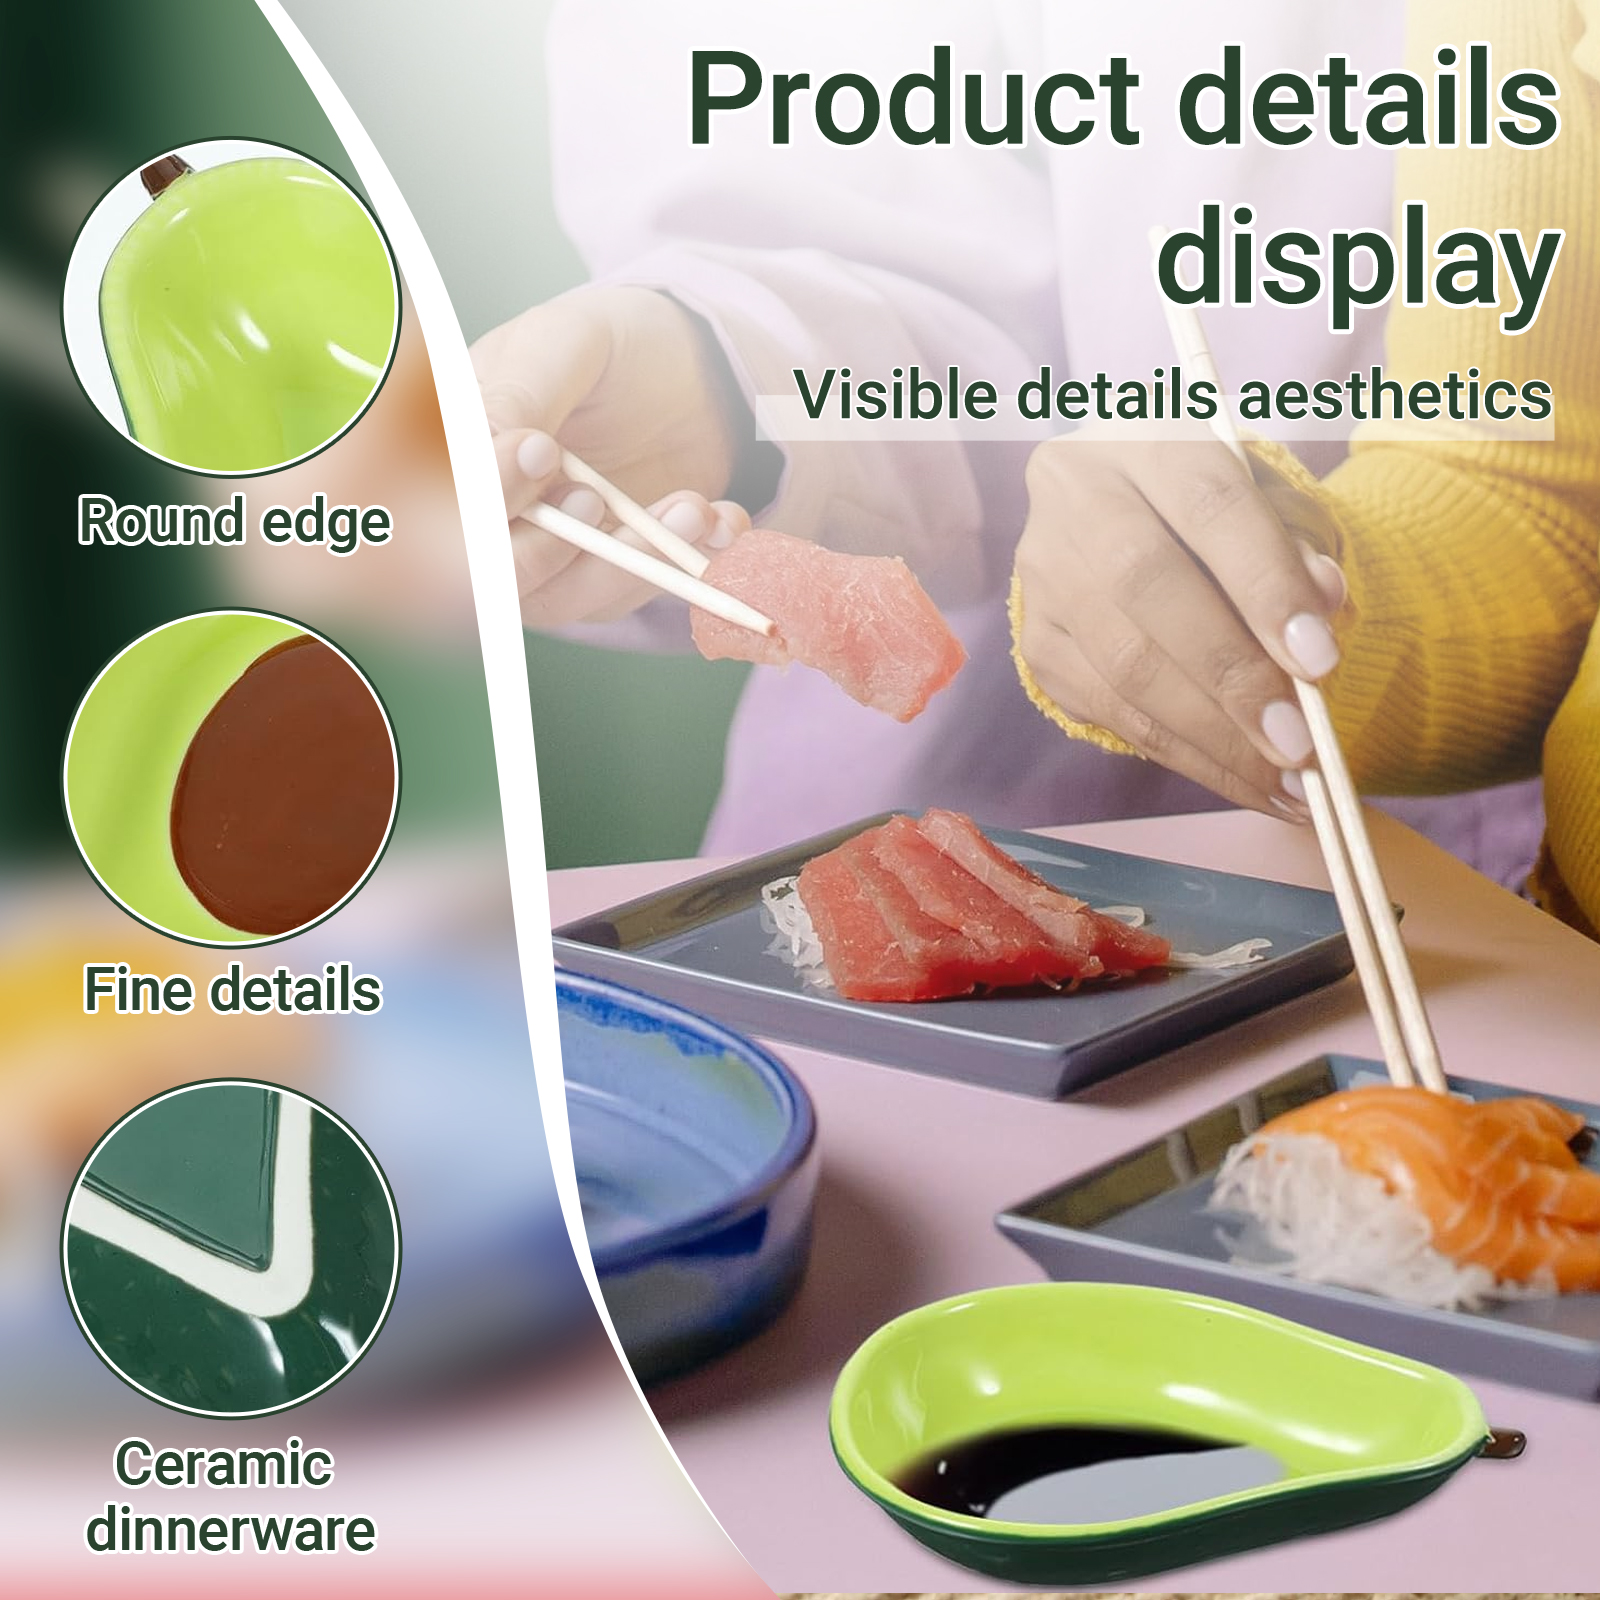 Product details
display
Visible details aesthetics
Round edge
Fine details
Ceramic
dinnerware